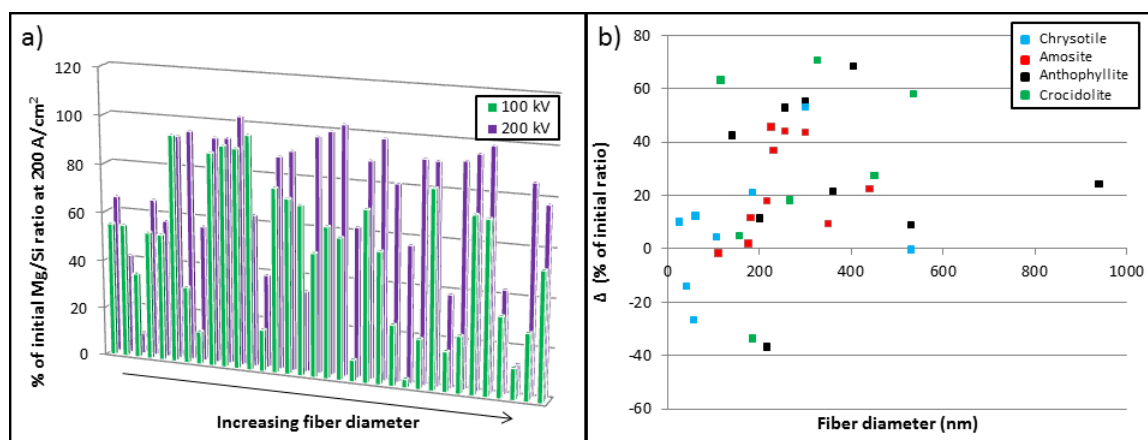 a)
% of initial Mg/Si ratio at 200 A/cm²
120
100
80
60
40
20
0
100 kV
200 kV
Increasing fiber diameter
b)
Δ (% of initial ratio)
80
60
40
20
0
-20
-40
-60
0
200
400
600
800
1000
Chrysotile
Amosite
Anthophyllite
Crocidolite
Fiber diameter (nm)